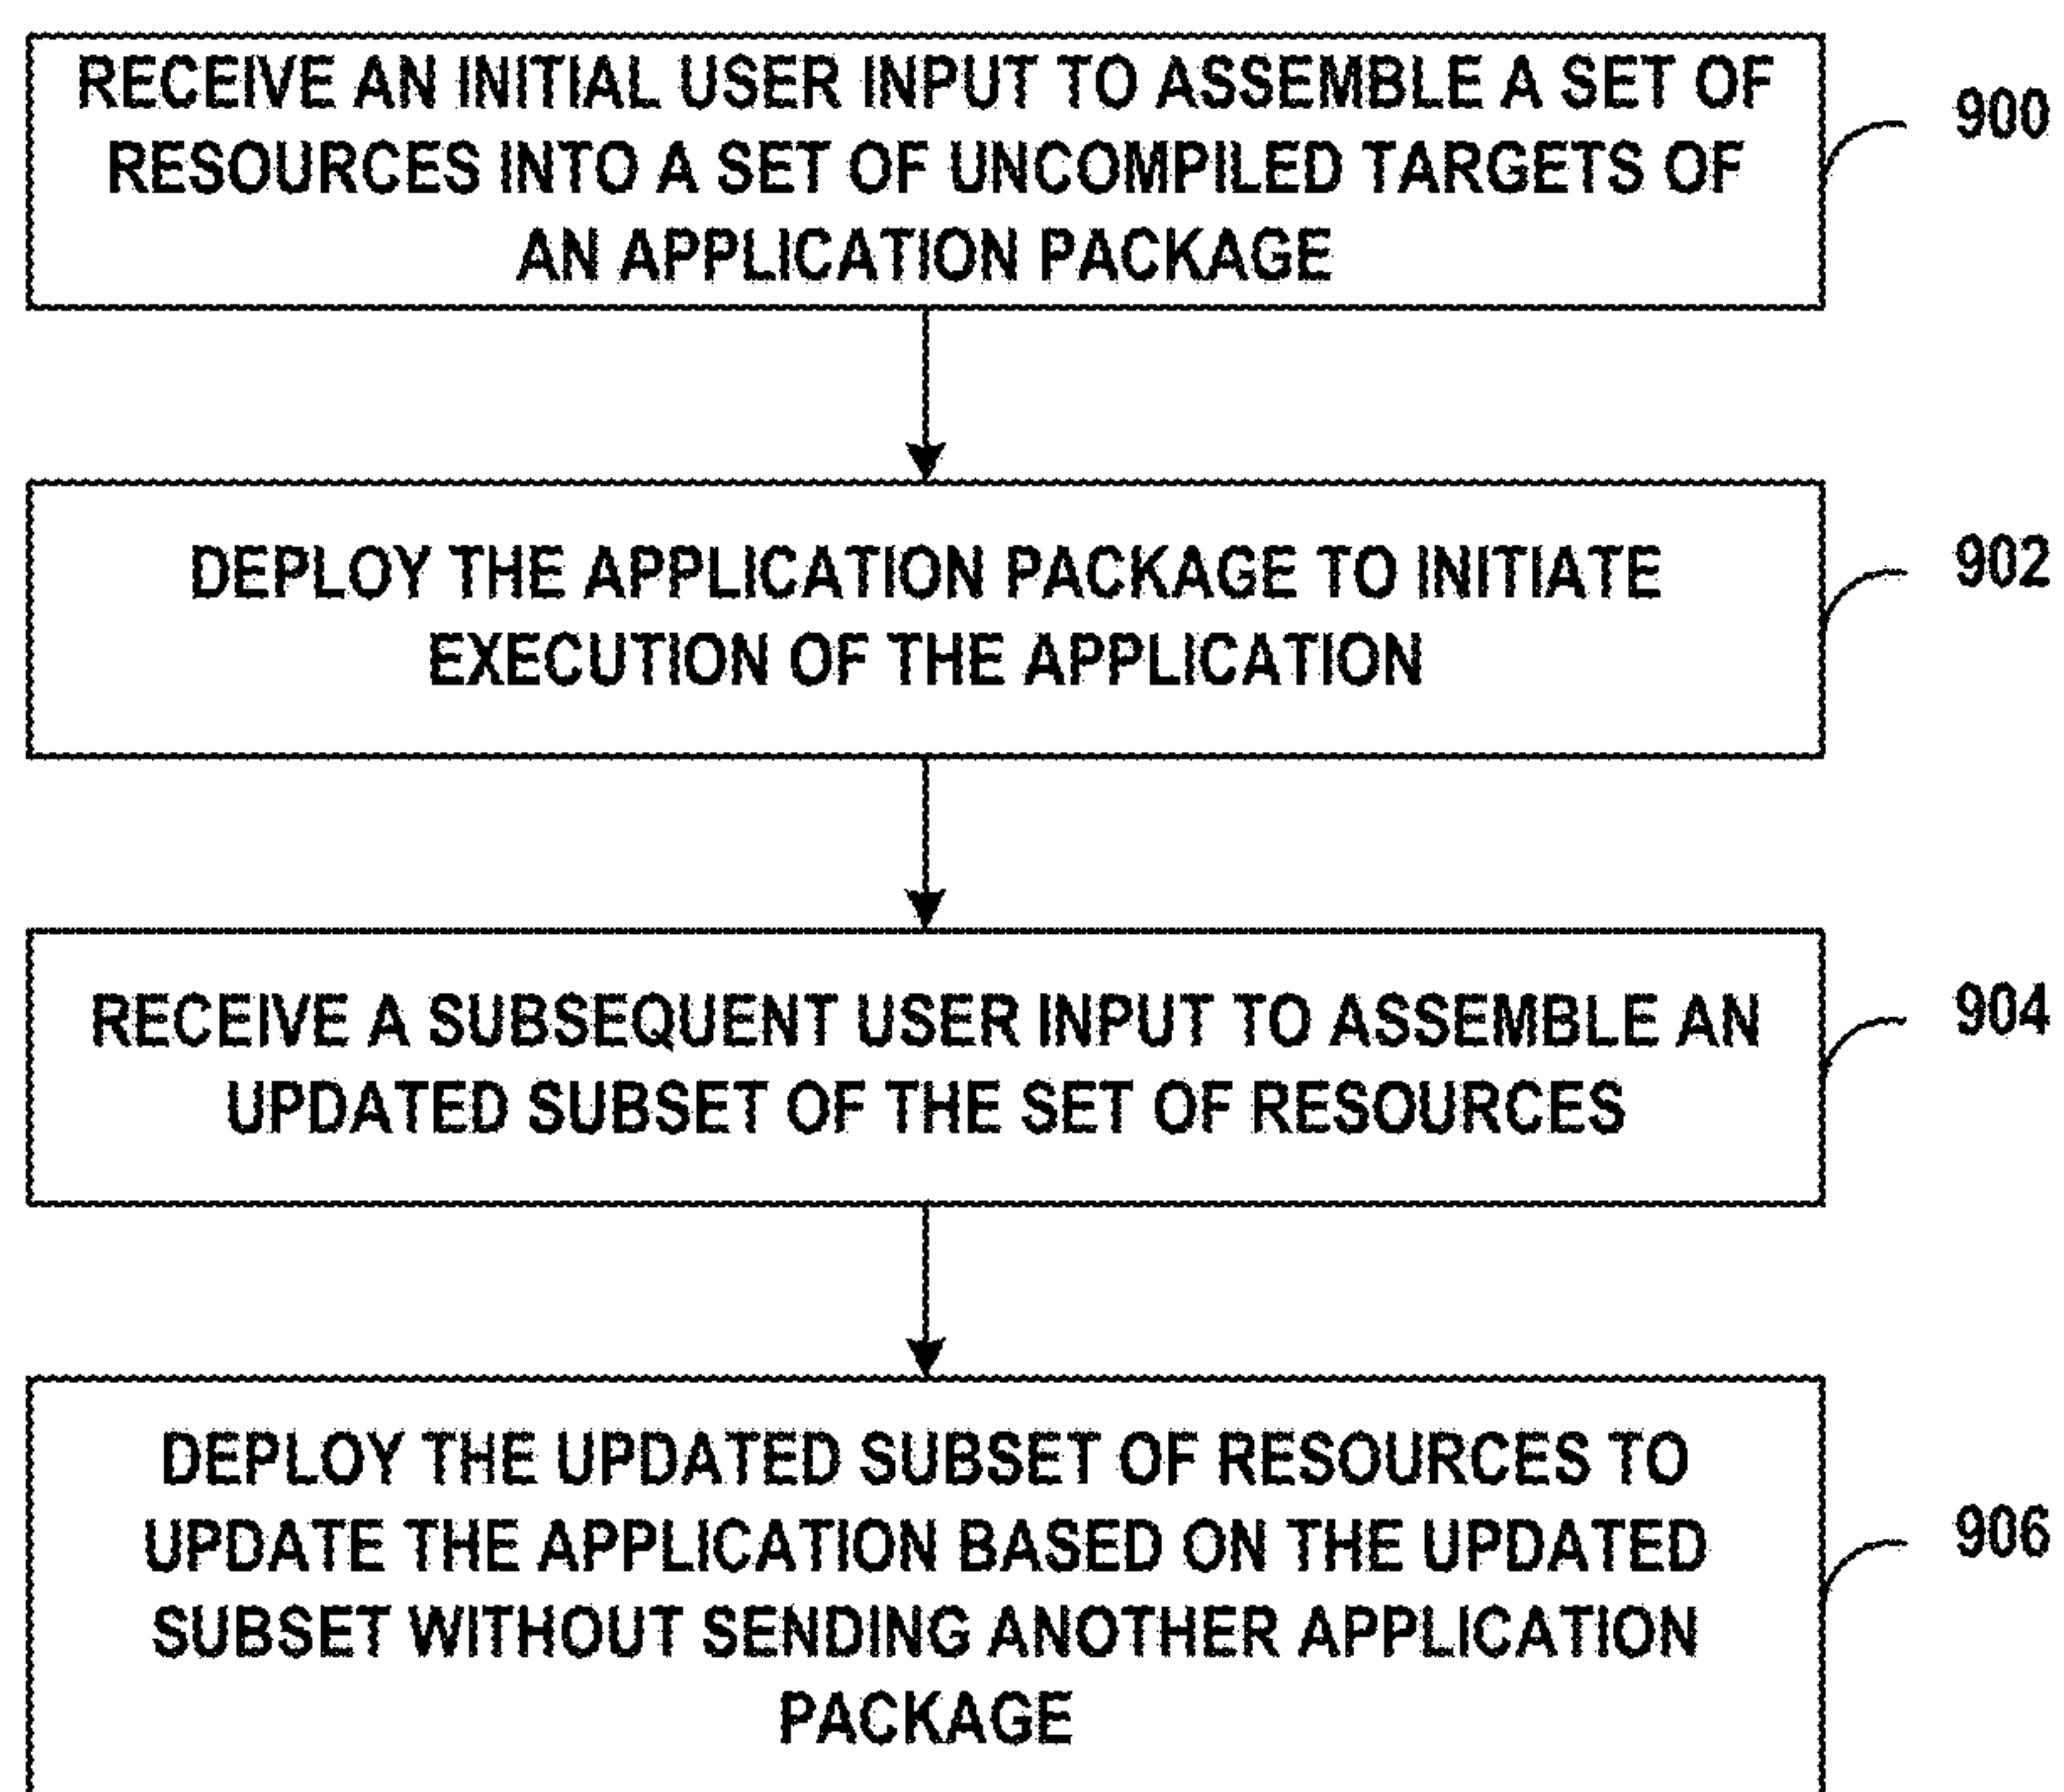 RECEIVE AN INITIAL USER INPUT TO ASSEMBLE A SET OF
RESOURCES INTO A SET OF UNCOMPILED TARGETS OF
AN APPLICATION PACKAGE
900
DEPLOY THE APPLICATION PACKAGE TO INITIATE
EXECUTION OF THE APPLICATION
902
RECEIVE A SUBSEQUENT USER INPUT TO ASSEMBLE AN
UPDATED SUBSET OF THE SET OF RESOURCES
904
DEPLOY THE UPDATED SUBSET OF RESOURCES TO
UPDATE THE APPLICATION BASED ON THE UPDATED
SUBSET WITHOUT SENDING ANOTHER APPLICATION
PACKAGE
906